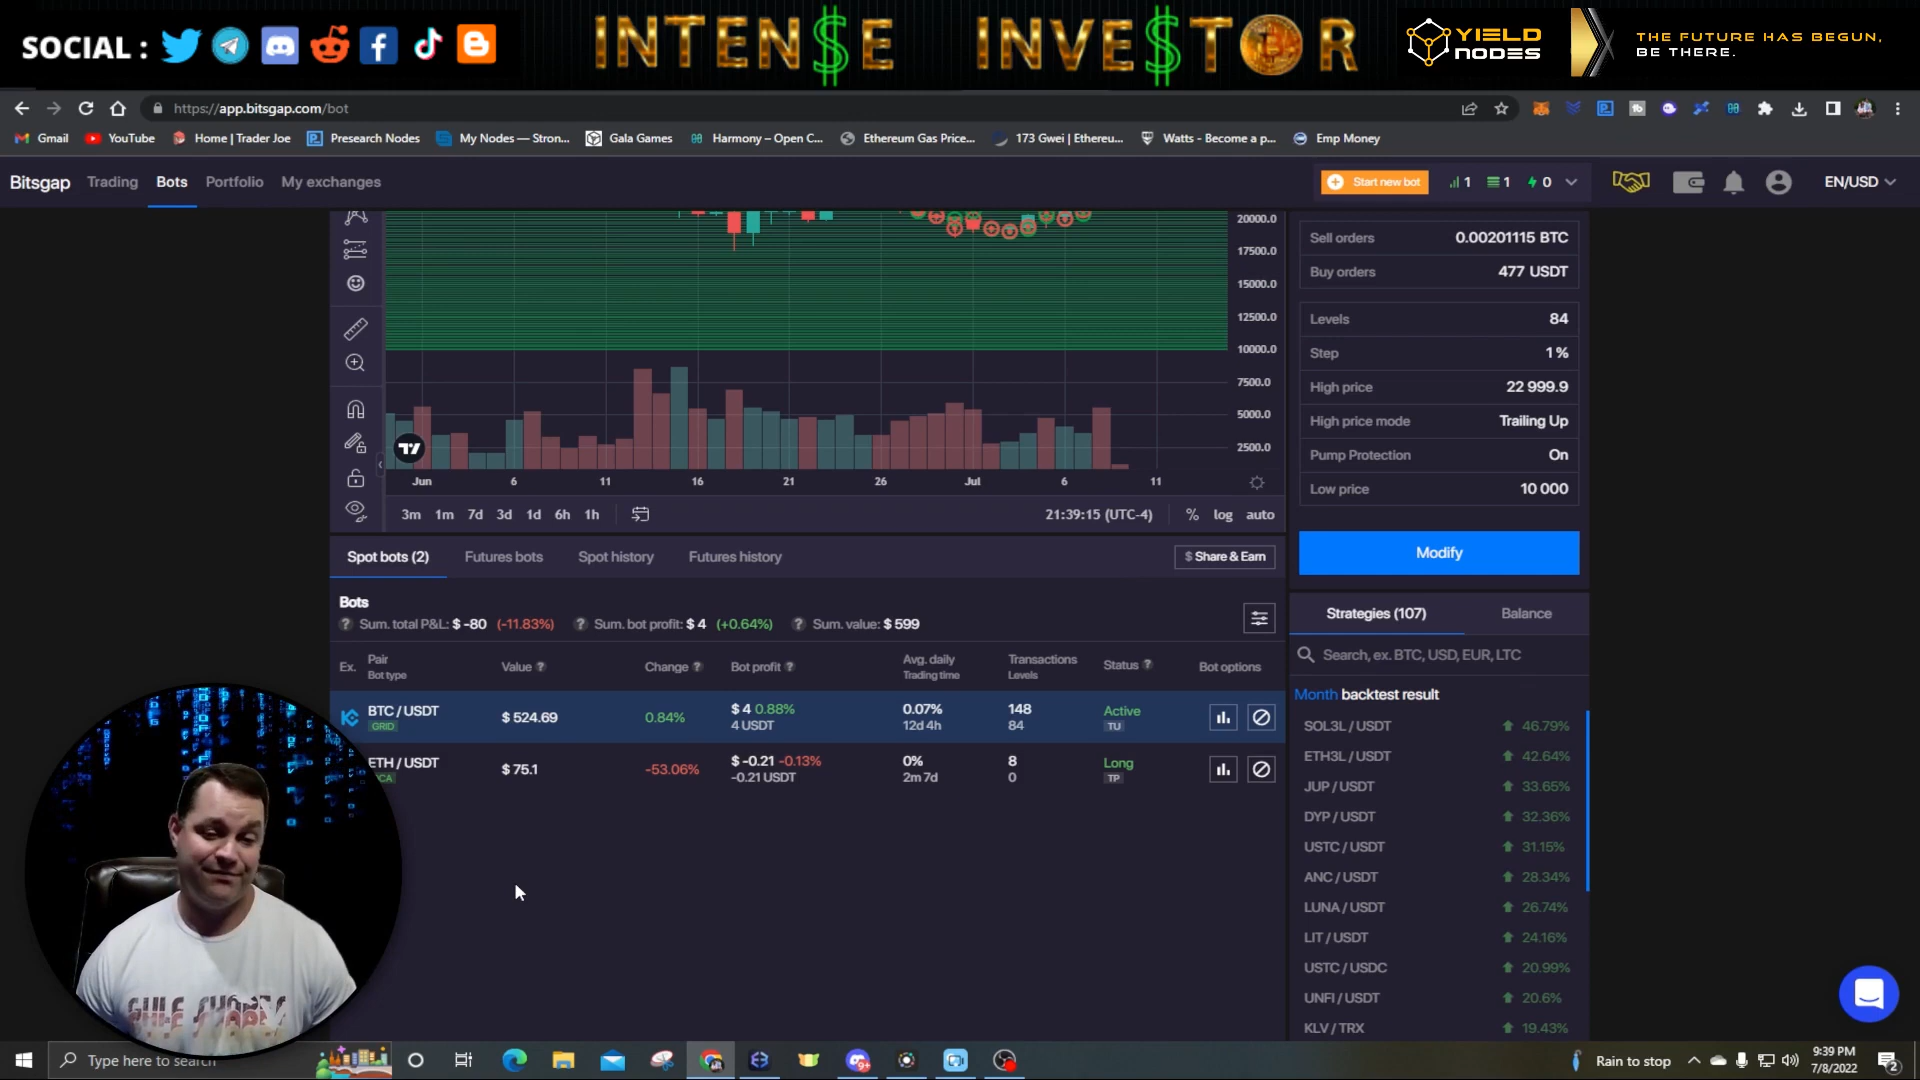 SOCIAL :
INTEN$E INVE$TOR
YIELD NODES
THE FUTURE HAS BEGUN,
BE THERE.
https://app.bitsgap.com/bot
Gmail YouTube Home | Trader Joe Presearch Nodes My Nodes — Stron... Gala Games Harmony – Open C... Ethereum Gas Price... 173 Gwei | Ethereu... Watts - Become a p... Emp Money
Bitsgap Trading Bots Portfolio My exchanges Start new bot 1 1 0 EN/USD
20000.0
17500.0
15000.0
12500.0
10000.0
7500.0
5000.0
2500.0
Jun 6 11 16 21 26 Jul 6 11
3m 1m 7d 3d 1d 6h 1h 21:39:15 (UTC-4) % log auto
Sell orders 0.00201115 BTC
Buy orders 477 USDT
Levels 84
Step 1 %
High price 22 999.9
High price mode Trailing Up
Pump Protection On
Low price 10 000
Modify
Spot bots (2) Futures bots Spot history Futures history $ Share & Earn
Bots
Sum. total P&L: $ -80 (-11.83%) Sum. bot profit: $ 4 (+0.64%) Sum. value: $ 599
Ex. Pair Bot type Value Change Bot profit Avg. daily Trading time Transactions Levels Status Bot options
BTC / USDT $ 524.69 0.84% $ 4 0.88% 0.07% 148 Active
GRID 4 USDT 12d 4h 84 TU
ETH / USDT $ 75.1 -53.06% $ -0.21 -0.13% 0% 8 Long
CA -0.21 USDT 2m 7d 0 TP
Strategies (107) Balance
Search, ex. BTC, USD, EUR, LTC
Month backtest result
SOL3L / USDT 46.79%
ETH3L / USDT 42.64%
JUP / USDT 33.65%
DYP / USDT 32.36%
USTC / USDT 31.15%
ANC / USDT 28.34%
LUNA / USDT 26.74%
LIT / USDT 24.16%
USTC / USDC 20.99%
UNFI / USDT 20.6%
KLV / TRX 19.43%
Type here to search
9+
Rain to stop
9:39 PM
7/8/2022
2